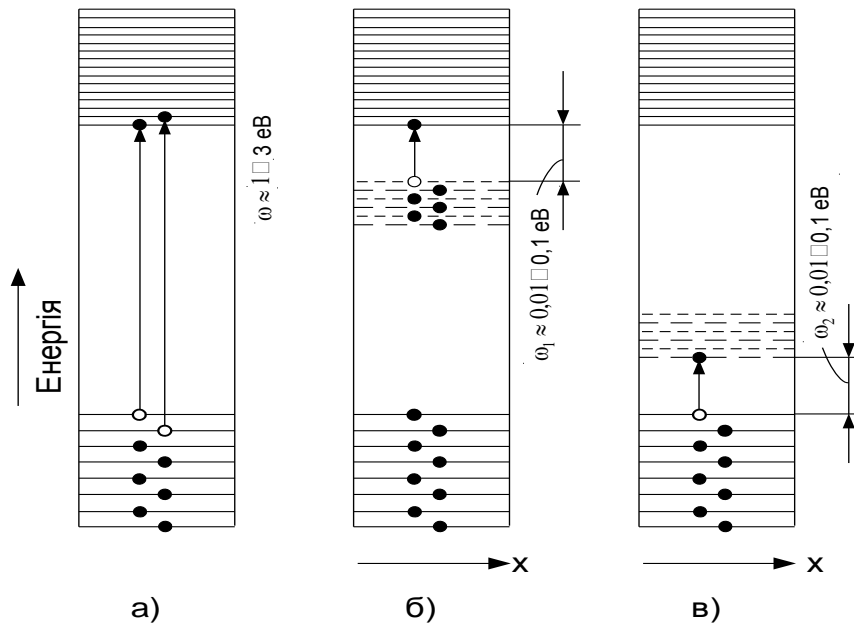 Енергія
ω ≈ 1□3 еВ
ω₁ ≈ 0,01□0,1 еВ
ω₂ ≈ 0,01□0,1 еВ
х
х
а)
б)
в)